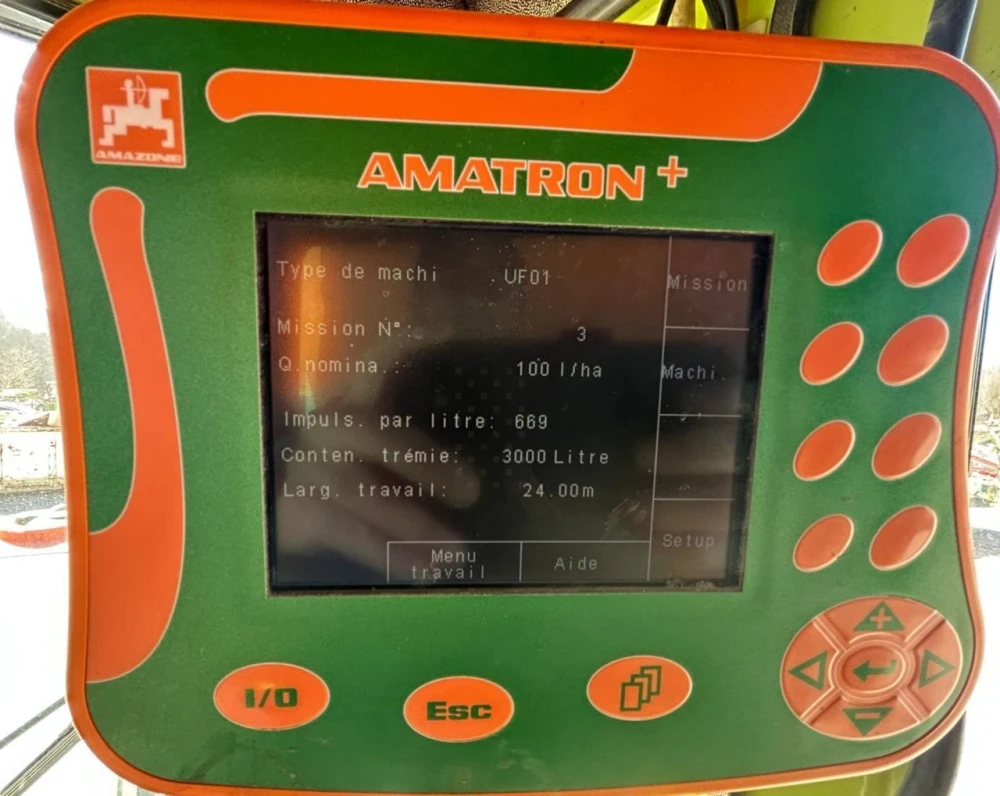 AMAZONE
AMATRON+
Type de machi UF01
Mission
Mission N°: 3
Q.nomina.: 100 l/ha
Machi.
Impuls. par litre: 669
Conten. trémie: 3000 Litre
Larg. travail: 24.00m
Setup
Menu
travail
Aide
I/O
Esc